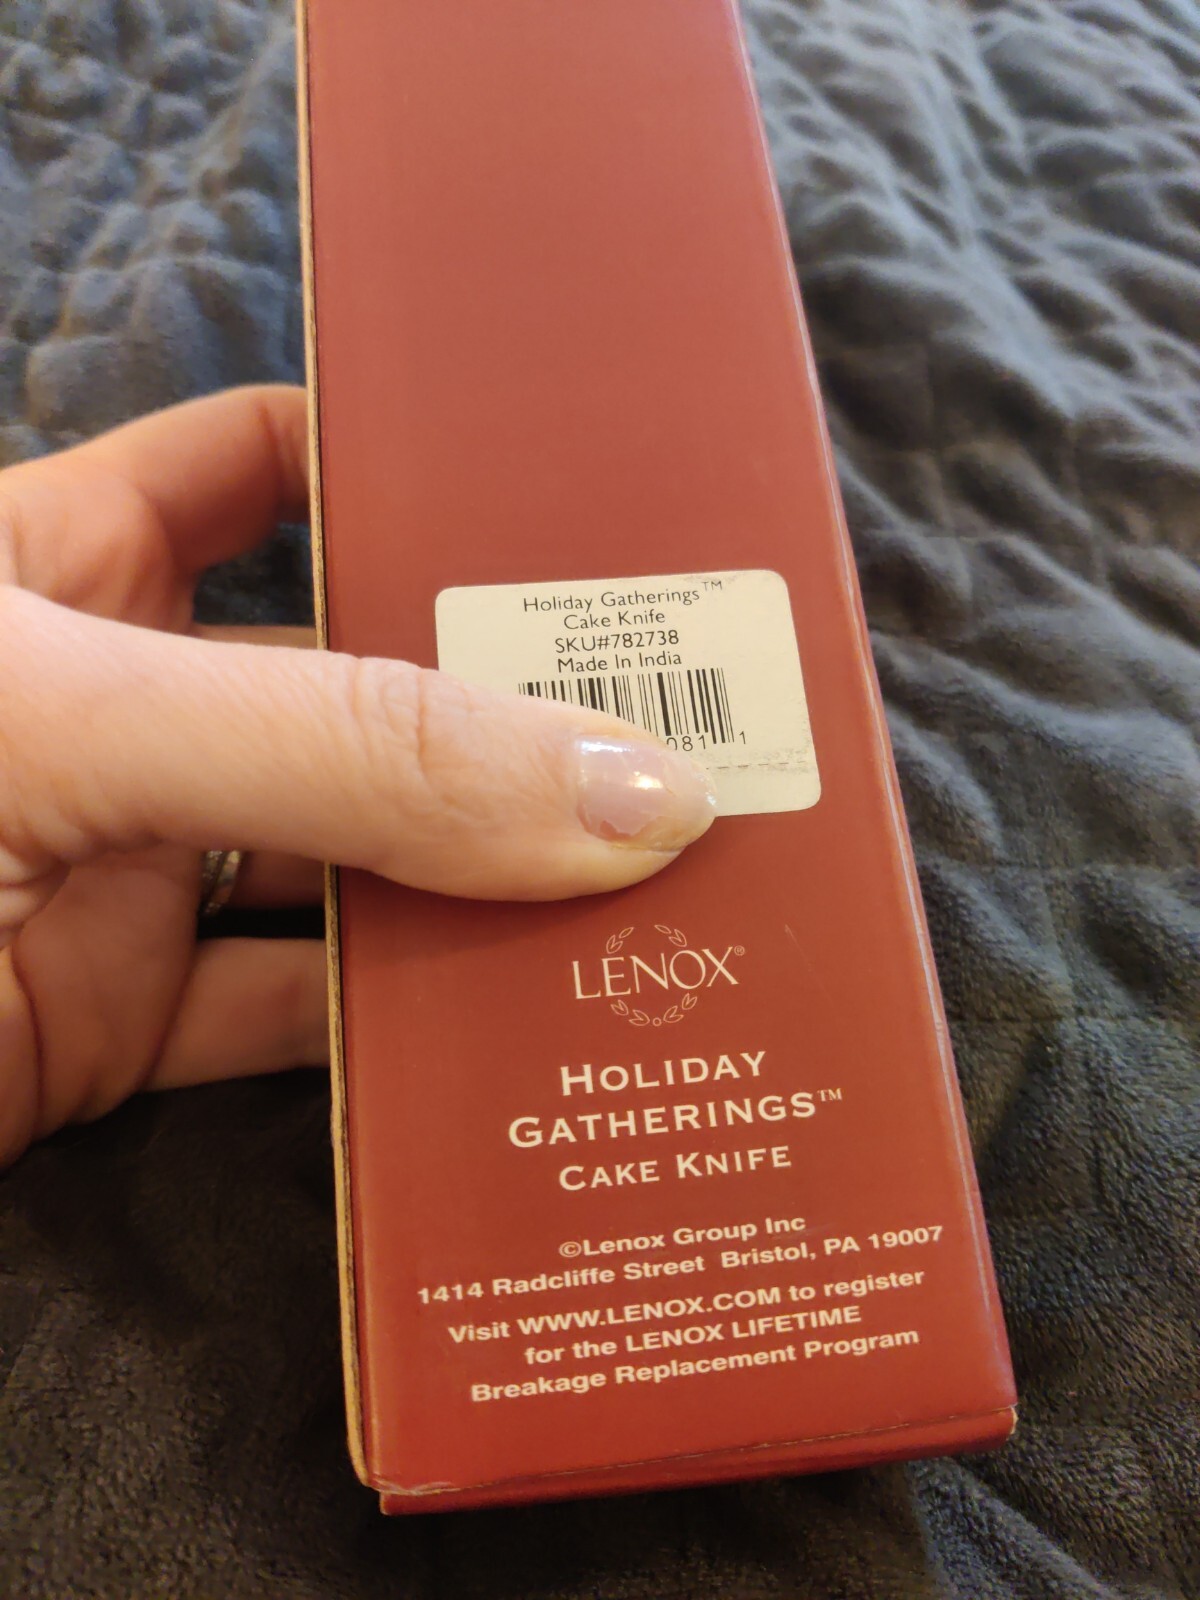 Holiday Gatherings™
Cake Knife
SKU#782738
Made In India
081 1
LENOX®
HOLIDAY
GATHERINGS™
CAKE KNIFE
©Lenox Group Inc
1414 Radcliffe Street Bristol, PA 19007
Visit WWW.LENOX.COM to register
for the LENOX LIFETIME
Breakage Replacement Program